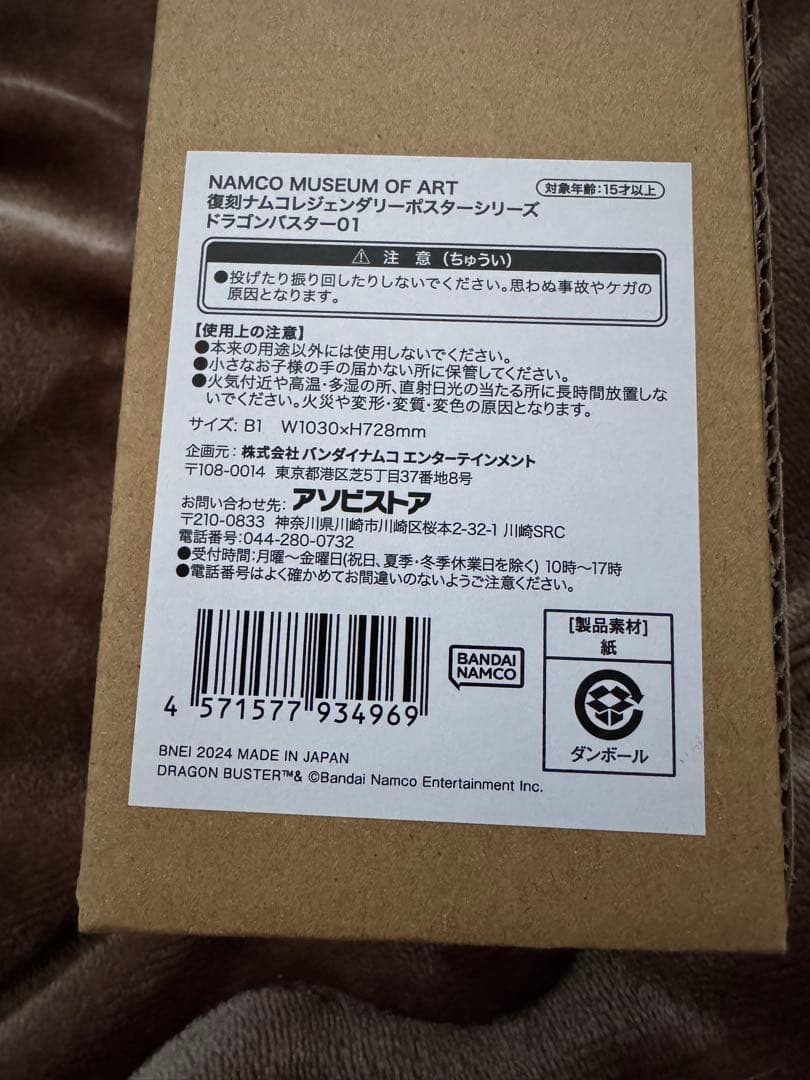 NAMCO MUSEUM OF ART
対象年齢:15才以上
復刻ナムコレジェンダリーポスターシリーズ
ドラゴンバスター01
⚠ 注 意 (ちゅうい)
●投げたり振り回したりしないでください。思わぬ事故やケガの
原因となります。
【使用上の注意】
●本来の用途以外には使用しないでください。
●小さなお子様の手の届かない所に保管してください。
●火気付近や高温・多湿の所、直射日光の当たる所に長時間放置しな
いでください。火災や変形・変質・変色の原因となります。
サイズ: B1 W1030×H728mm
企画元: 株式会社 バンダイナムコ エンターテインメント
〒108-0014 東京都港区芝5丁目37番地8号
お問い合わせ先: アソビストア
〒210-0833 神奈川県川崎市川崎区桜本2-32-1 川崎SRC
電話番号:044-280-0732
●受付時間:月曜～金曜日(祝日、夏季・冬季休業日を除く) 10時～17時
●電話番号はよく確かめてお間違いのないようご注意ください。
4 571577 934969
BANDAI
NAMCO
[製品素材]
紙
ダンボール
BNEI 2024 MADE IN JAPAN
DRAGON BUSTER™& ©Bandai Namco Entertainment Inc.